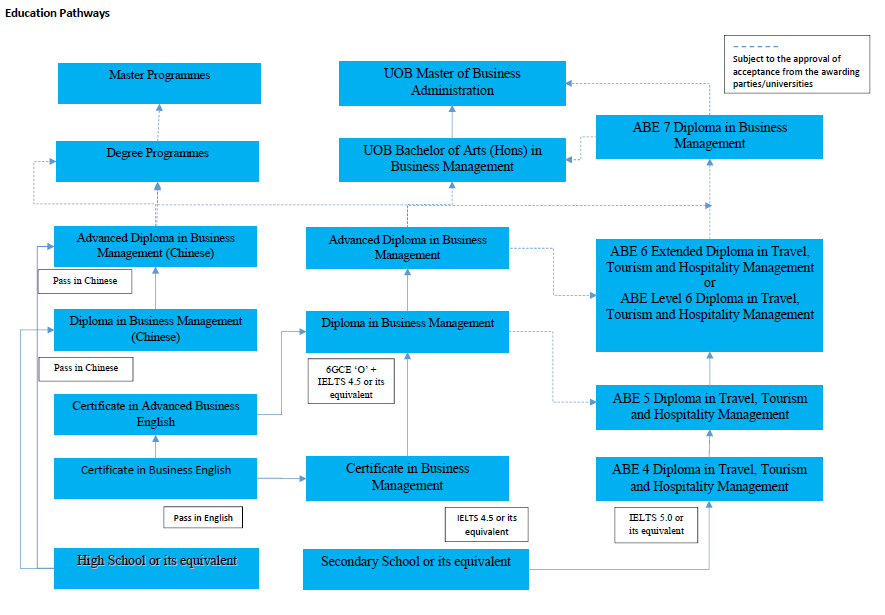 Education Pathways
Master Programmes
UOB Master of Business
Administration
Subject to the approval of
acceptance from the awarding
parties/universities
Degree Programmes
UOB Bachelor of Arts (Hons) in
Business Management
ABE 7 Diploma in Business
Management
Advanced Diploma in Business
Management (Chinese)
Advanced Diploma in Business
Management
ABE 6 Extended Diploma in Travel,
Tourism and Hospitality Management
or
ABE Level 6 Diploma in Travel,
Tourism and Hospitality Management
Pass in Chinese
Diploma in Business Management
(Chinese)
Diploma in Business Management
Pass in Chinese
6GCE ‘O’ +
IELTS 4.5 or its
equivalent
Certificate in Advanced Business
English
ABE 5 Diploma in Travel, Tourism
and Hospitality Management
Certificate in Business English
Certificate in Business
Management
ABE 4 Diploma in Travel, Tourism
and Hospitality Management
Pass in English
IELTS 4.5 or its
equivalent
IELTS 5.0 or
its equivalent
High School or its equivalent
Secondary School or its equivalent